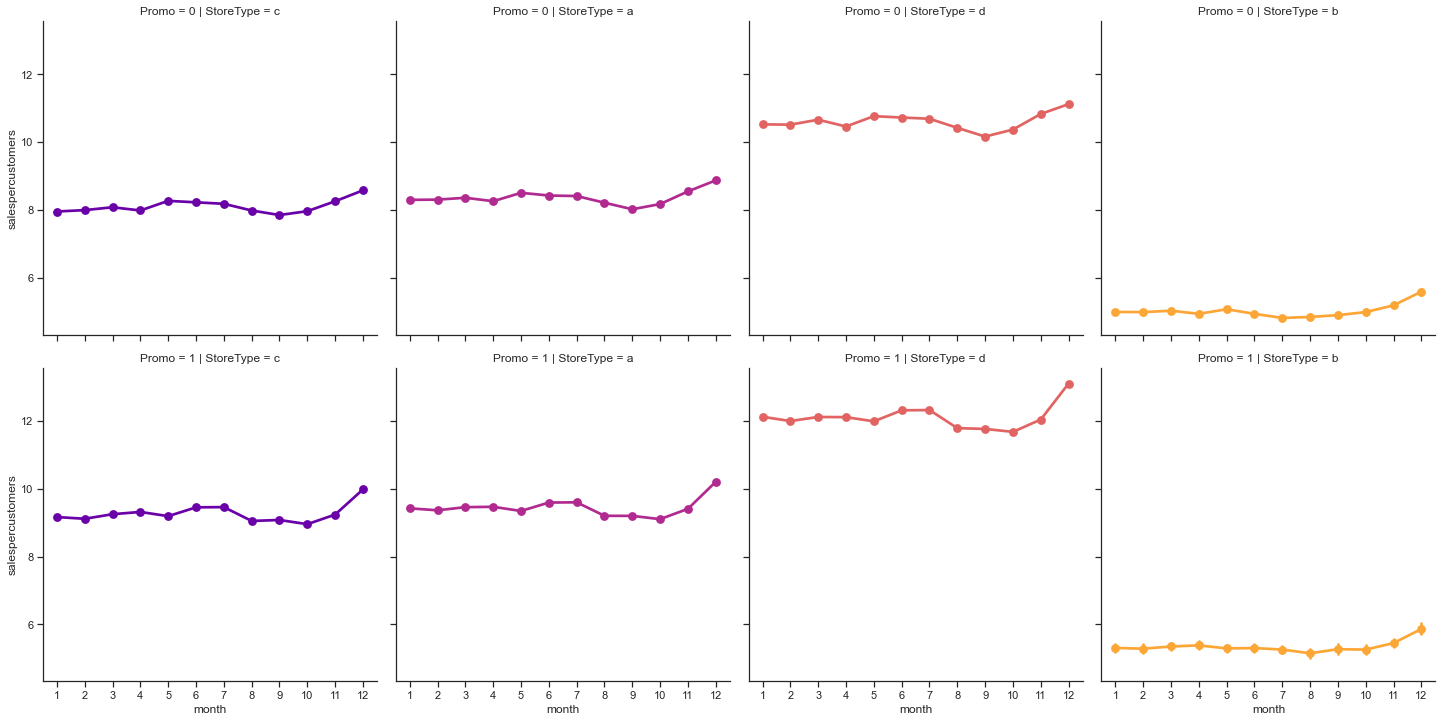 Promo = 0 | StoreType = c
Promo = 0 | StoreType = a
Promo = 0 | StoreType = d
Promo = 0 | StoreType = b
12
10
8
6
salespercustomers
Promo = 1 | StoreType = c
Promo = 1 | StoreType = a
Promo = 1 | StoreType = d
Promo = 1 | StoreType = b
12
10
8
6
salespercustomers
1 2 3 4 5 6 7 8 9 10 11 12
1 2 3 4 5 6 7 8 9 10 11 12
1 2 3 4 5 6 7 8 9 10 11 12
1 2 3 4 5 6 7 8 9 10 11 12
month
month
month
month